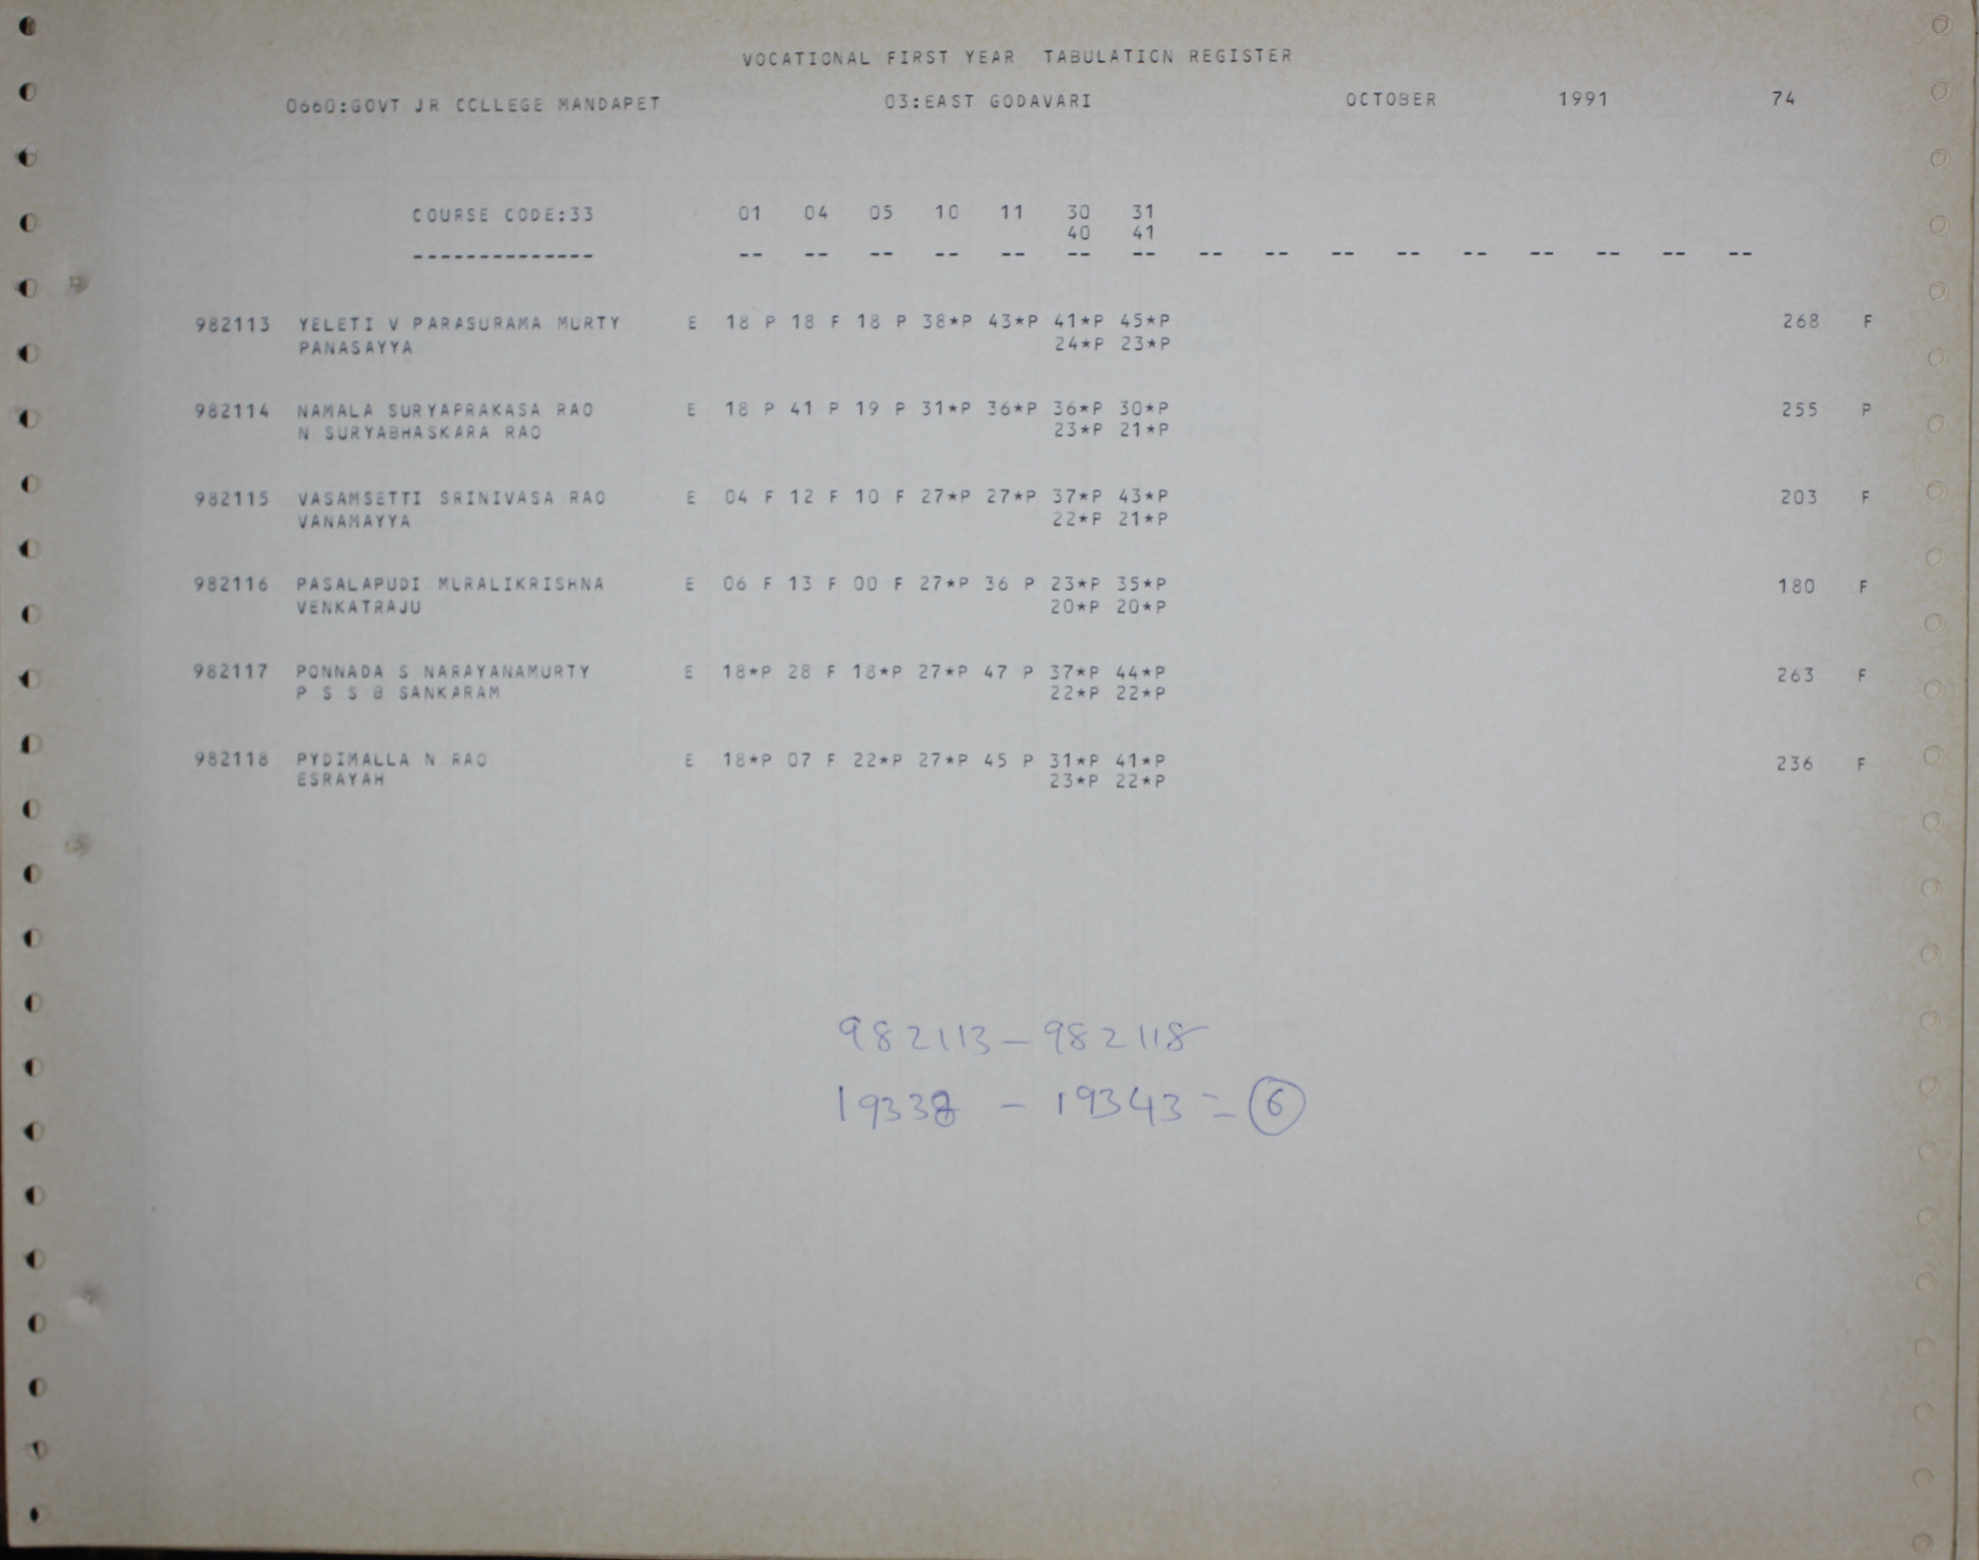 VOCATIONAL FIRST YEAR TABULATION REGISTER
0660:GOVT JR COLLEGE MANDAPET 03:EAST GODAVARI OCTOBER 1991 74
COURSE CODE:33 01 04 05 10 11 30 31
40 41
-------------- -- -- -- -- -- -- -- -- -- -- -- -- -- -- -- --
982113 YELETI V PARASURAMA MURTY E 18 P 18 F 18 P 38*P 43*P 41*P 45*P 268 F
PANASAYYA 24*P 23*P
982114 NAMALA SURYAPRAKASA RAO E 18 P 41 P 19 P 31*P 36*P 36*P 30*P 255 P
N SURYABHASKARA RAO 23*P 21*P
982115 VASAMSETTI SRINIVASA RAO E 04 F 12 F 10 F 27*P 27*P 37*P 43*P 203 F
VANAMAYYA 22*P 21*P
982116 PASALAPUDI MURALIKRISHNA E 06 F 13 F 00 F 27*P 36 P 23*P 35*P 180 F
VENKATRAJU 20*P 20*P
982117 PONNADA S NARAYANAMURTY E 18*P 28 F 18*P 27*P 47 P 37*P 44*P 263 F
P S S B SANKARAM 22*P 22*P
982118 PYDIMALLA N RAO E 18*P 07 F 22*P 27*P 45 P 31*P 41*P 236 F
ESRAYAH 23*P 22*P
982113 - 982118
19338 - 19343 = 6